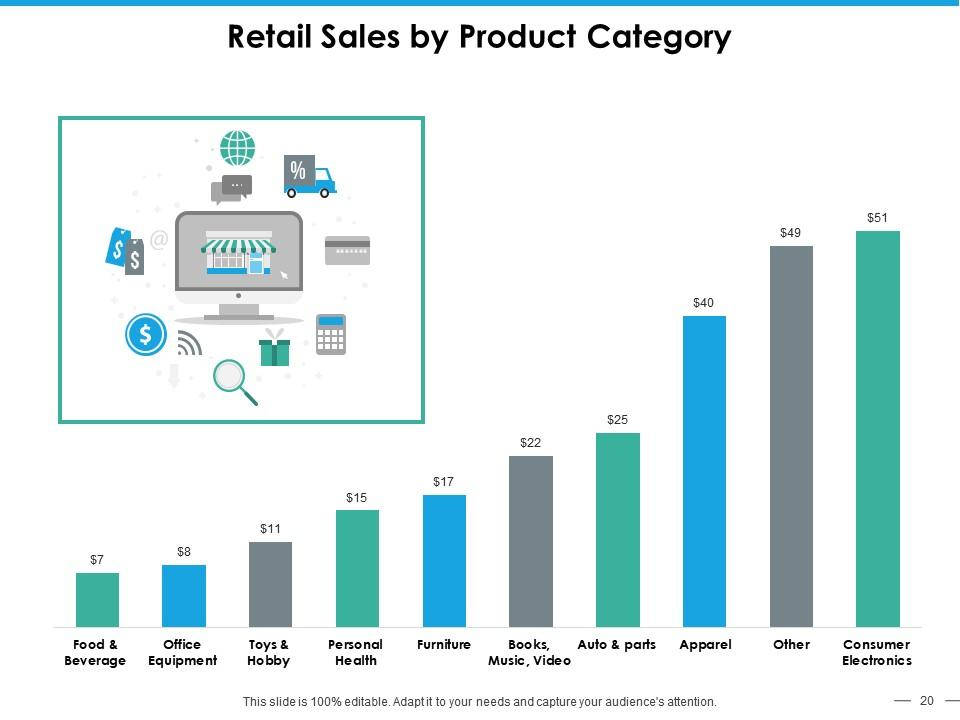 Retail Sales by Product Category
%
@
$
$
$
$7
$8
$11
$15
$17
$22
$25
$40
$49
$51
Food &
Beverage
Office
Equipment
Toys &
Hobby
Personal
Health
Furniture
Books,
Music, Video
Auto & parts
Apparel
Other
Consumer
Electronics
This slide is 100% editable. Adapt it to your needs and capture your audience's attention.
20